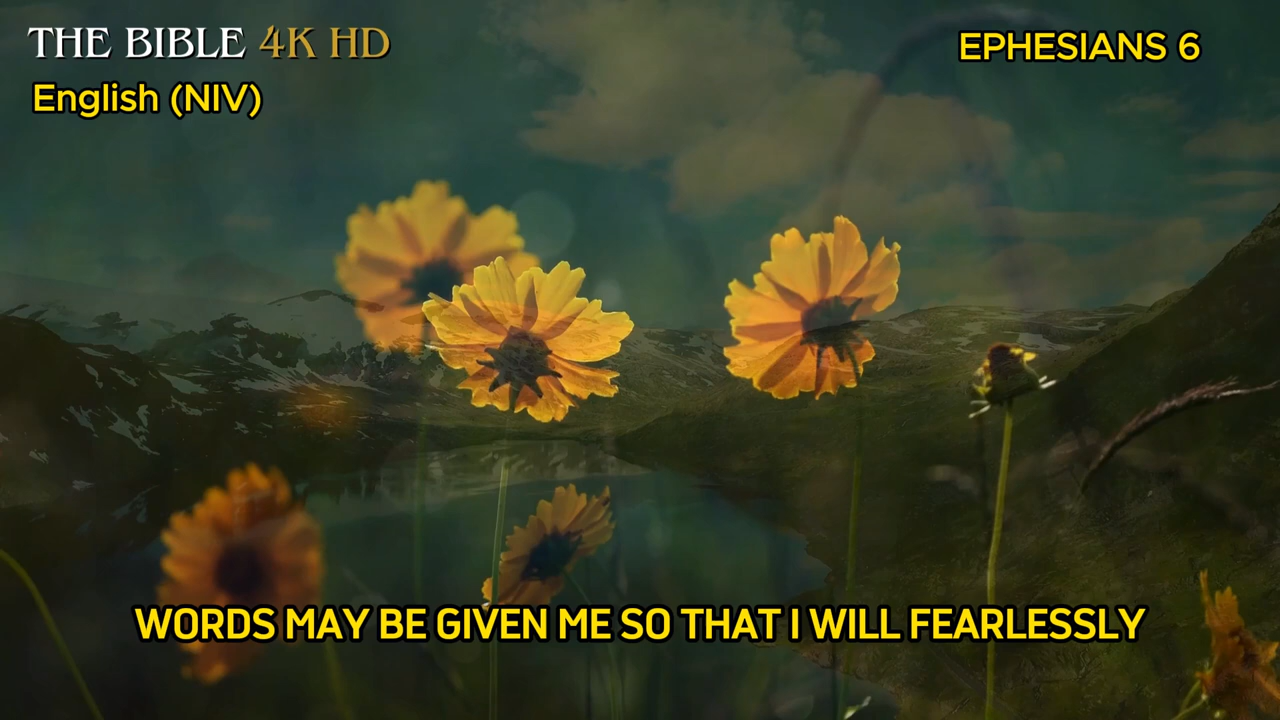 THE BIBLE 4K HD
EPHESIANS 6
English (NIV)
WORDS MAY BE GIVEN ME SO THAT I WILL FEARLESSLY